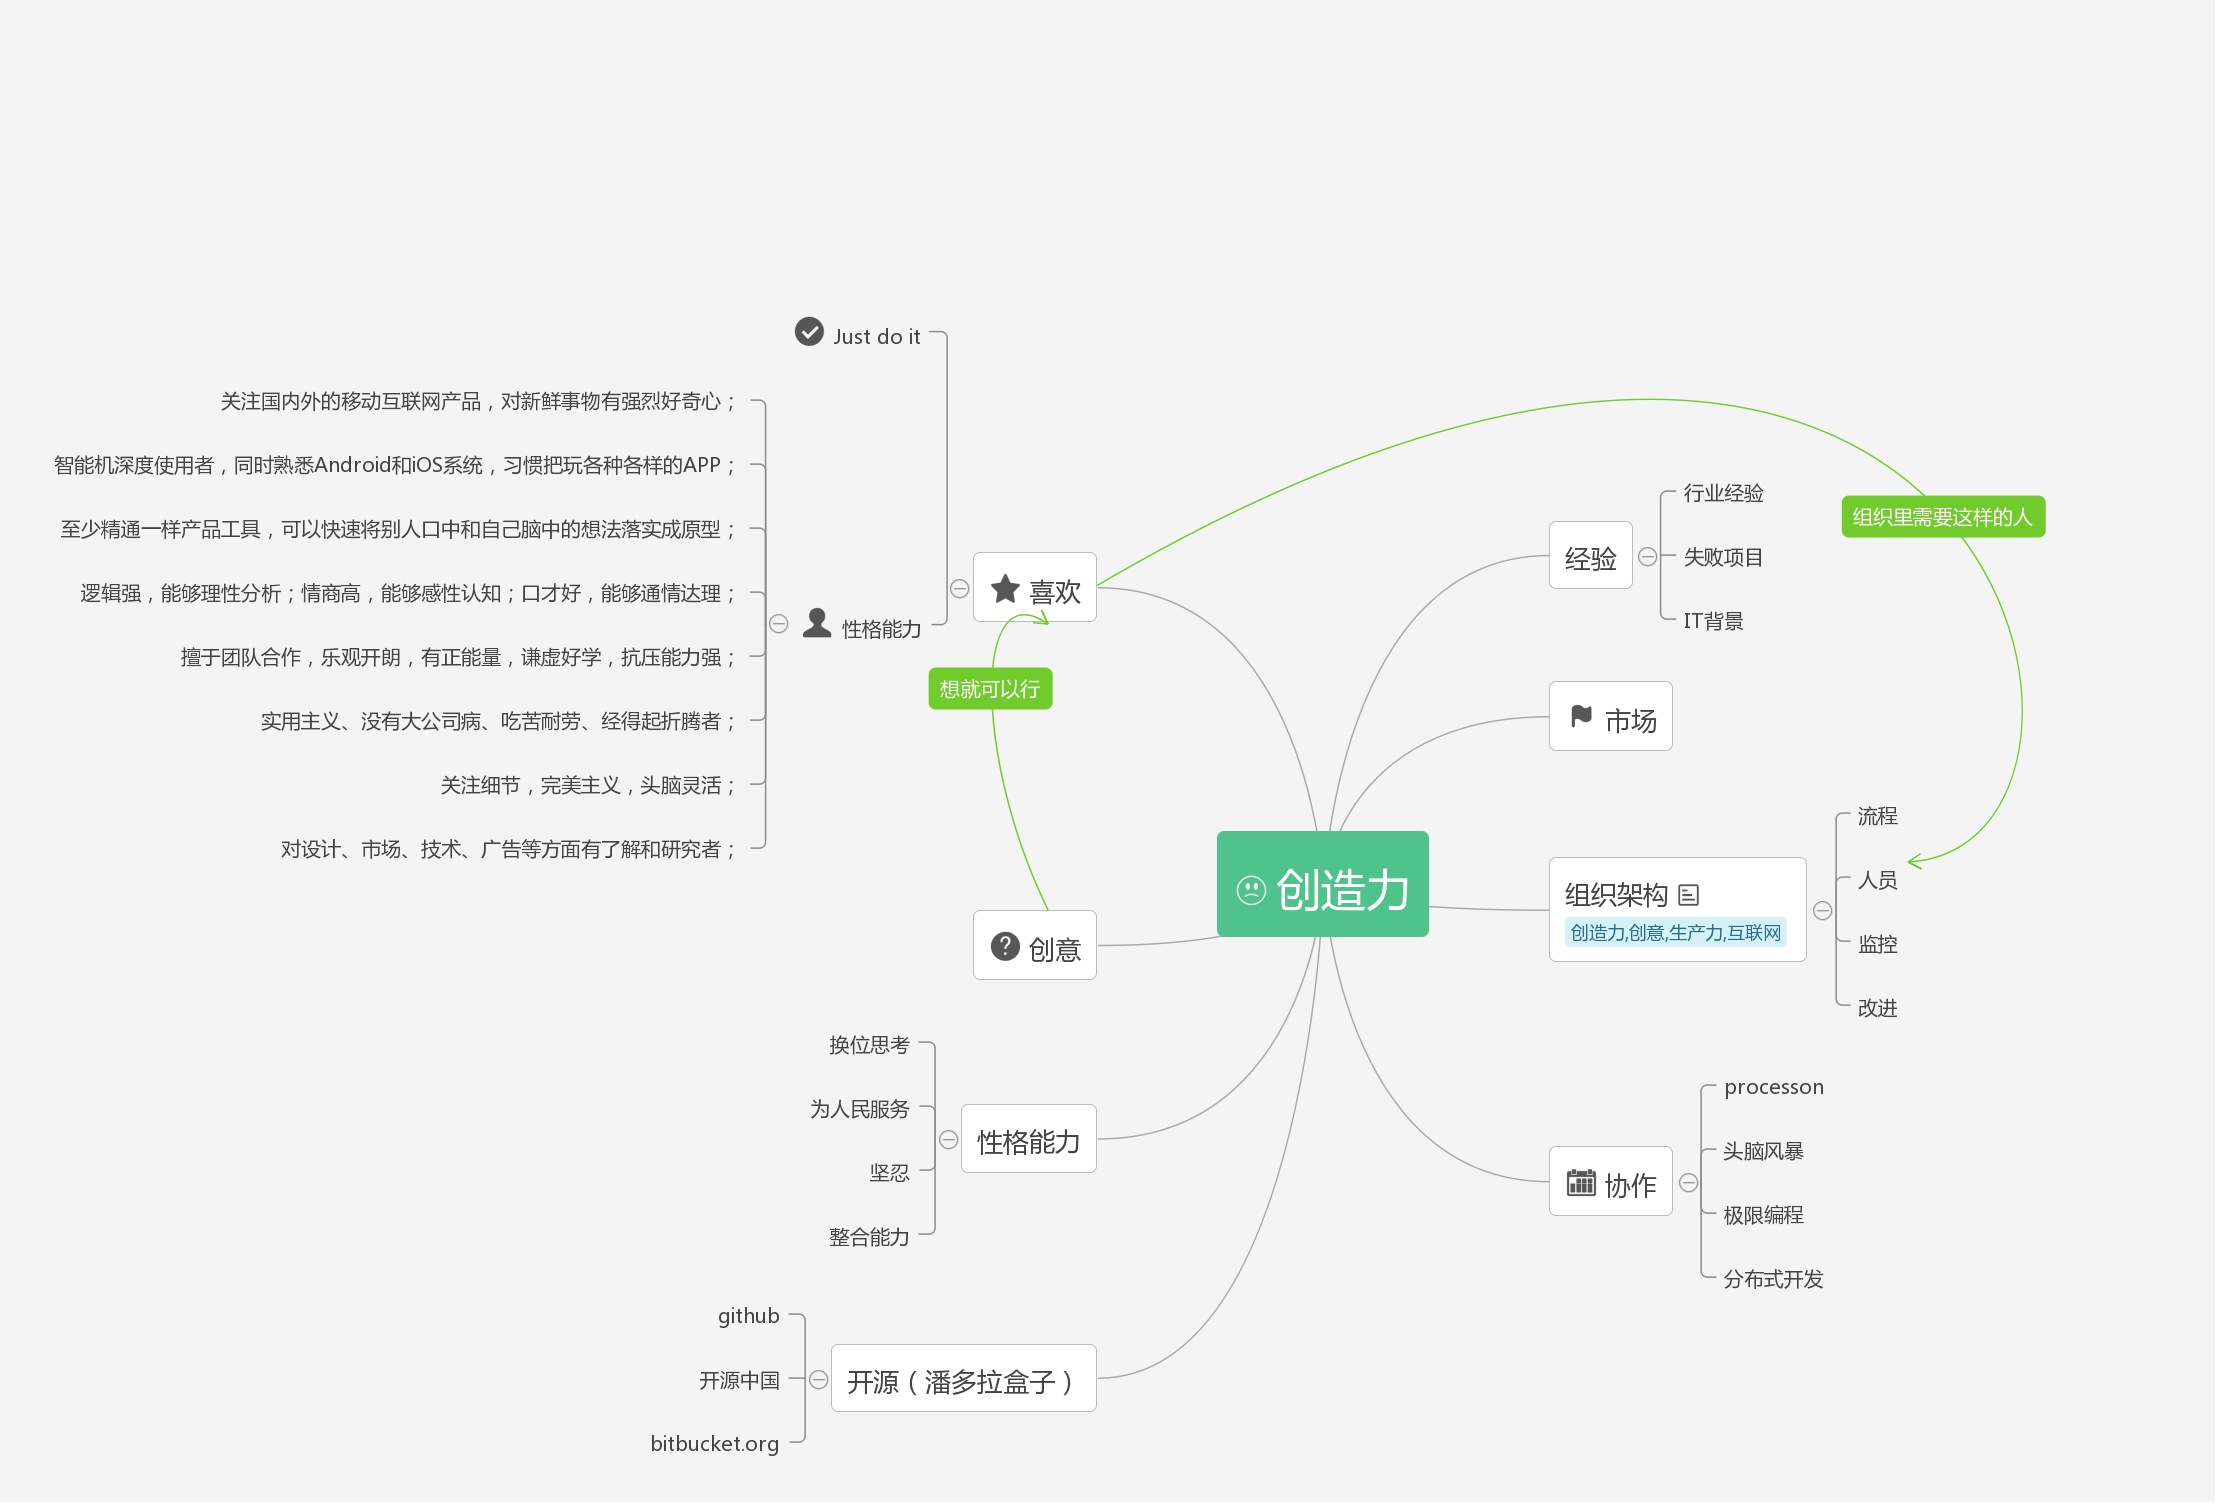 创造力
喜欢
Just do it
性格能力
关注国内外的移动互联网产品，对新鲜事物有强烈好奇心；
智能机深度使用者，同时熟悉Android和iOS系统，习惯把玩各种各样的APP；
至少精通一样产品工具，可以快速将别人口中和自己脑中的想法落实成原型；
逻辑强，能够理性分析；情商高，能够感性认知；口才好，能够通情达理；
擅于团队合作，乐观开朗，有正能量，谦虚好学，抗压能力强；
实用主义、没有大公司病、吃苦耐劳、经得起折腾者；
关注细节，完美主义，头脑灵活；
对设计、市场、技术、广告等方面有了解和研究者；
想就可以行
创意
性格能力
换位思考
为人民服务
坚忍
整合能力
开源（潘多拉盒子）
github
开源中国
bitbucket.org
经验
行业经验
失败项目
IT背景
组织里需要这样的人
市场
组织架构
创造力,创意,生产力,互联网
流程
人员
监控
改进
协作
processon
头脑风暴
极限编程
分布式开发